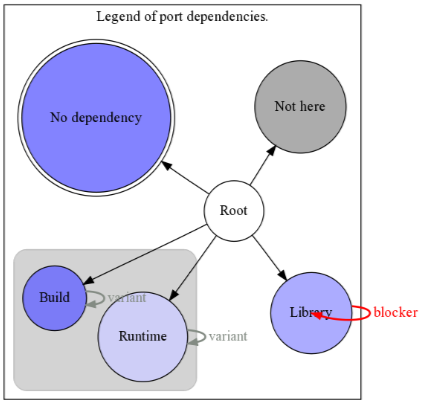 Legend of port dependencies.
No dependency
Not here
Root
Build
variant
Runtime
variant
Library
blocker